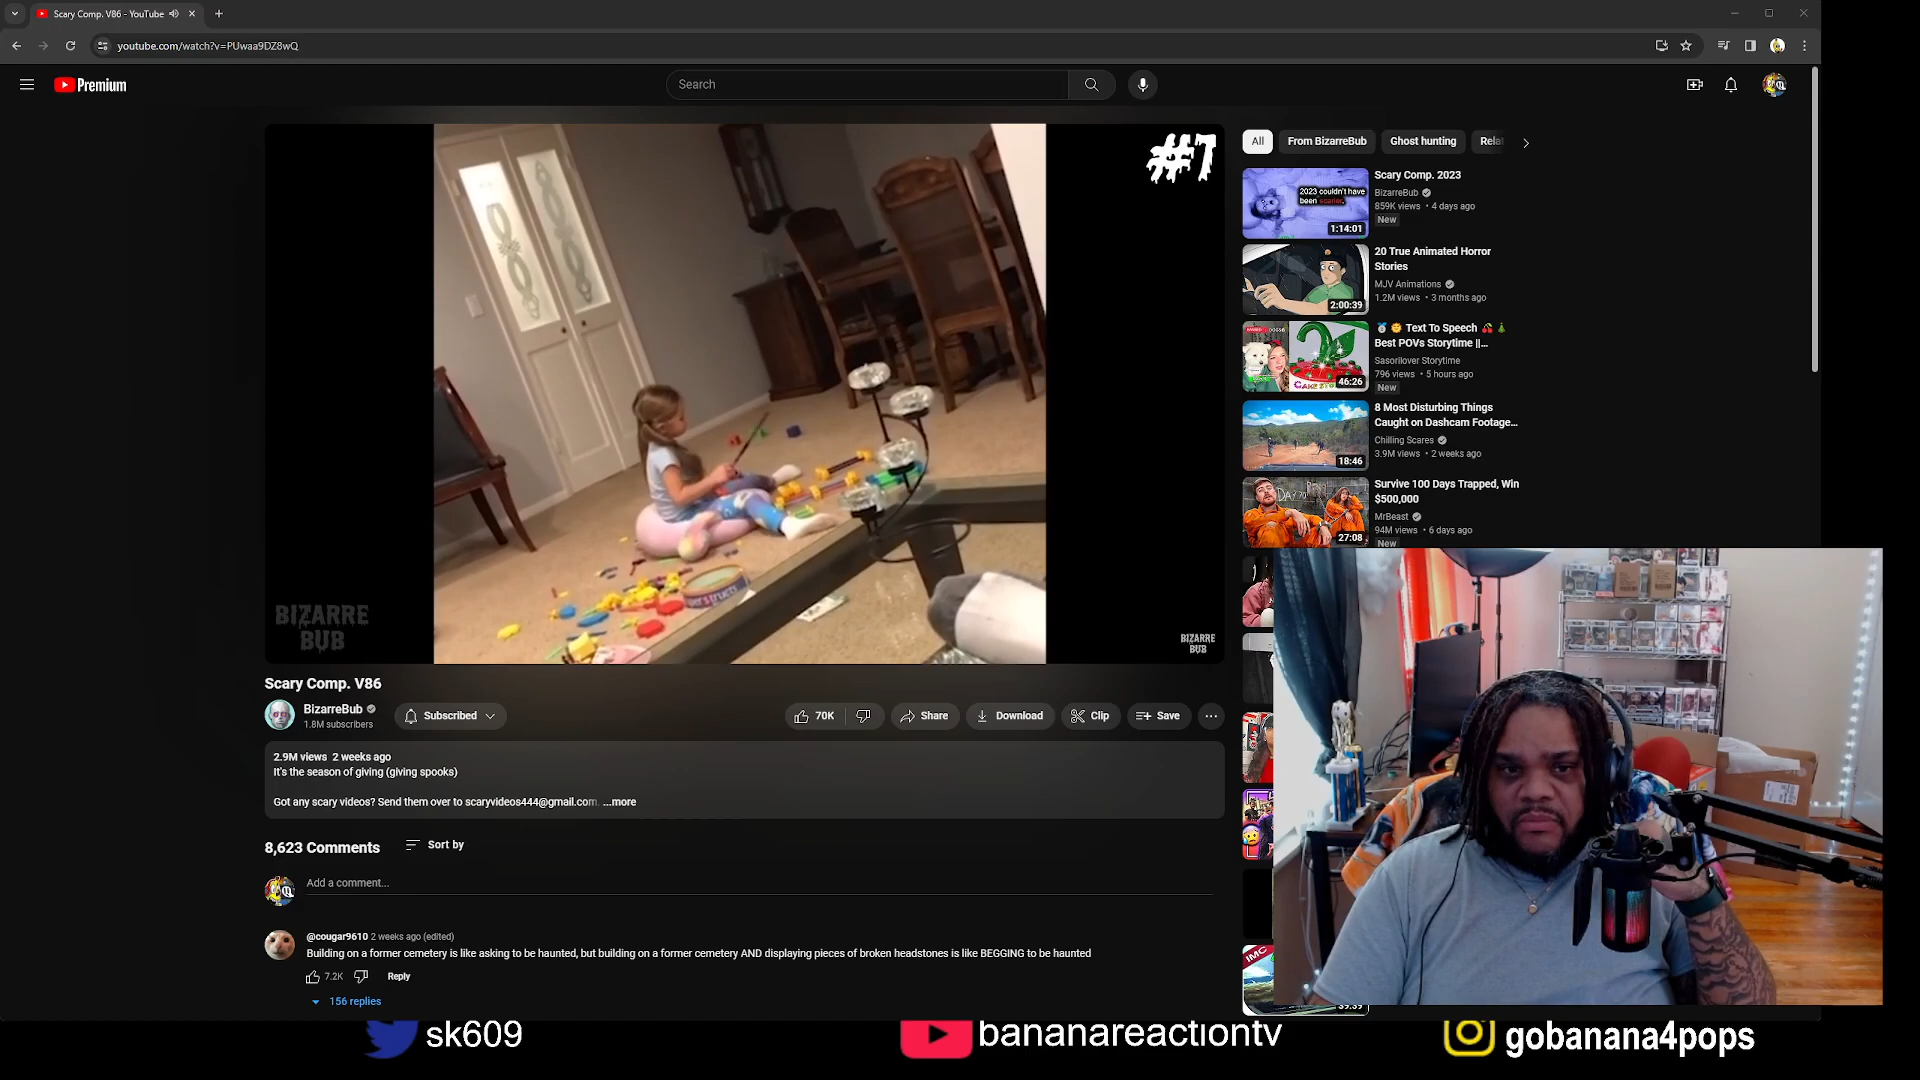 Scary Comp. V86 - YouTube
youtube.com/watch?v=PUwaa9DZ8wQ
Premium
Search
#7
BIZARRE
BUB
BIZARRE
BUB
Scary Comp. V86
BizarreBub
1.8M subscribers
Subscribed
70K
Share
Download
Clip
Save
2.9M views 2 weeks ago
It's the season of giving (giving spooks)
Got any scary videos? Send them over to scaryvideos444@gmail.com. ...more
8,623 Comments
Sort by
Add a comment...
@cougar9610 2 weeks ago (edited)
Building on a former cemetery is like asking to be haunted, but building on a former cemetery AND displaying pieces of broken headstones is like BEGGING to be haunted
7.2K
Reply
156 replies
All
From BizarreBub
Ghost hunting
Rela
2023 couldn't have
been scarier.
1:14:01
Scary Comp. 2023
BizarreBub
859K views • 4 days ago
New
2:00:39
20 True Animated Horror
Stories
MJV Animations
1.2M views • 3 months ago
46:26
Text To Speech
Best POVs Storytime ||...
Sasorilover Storytime
796 views • 5 hours ago
New
18:46
8 Most Disturbing Things
Caught on Dashcam Footage...
Chilling Scares
3.9M views • 2 weeks ago
27:08
Survive 100 Days Trapped, Win
$500,000
MrBeast
94M views • 6 days ago
New
IMC
sk609
bananareactiontv
gobanana4pops